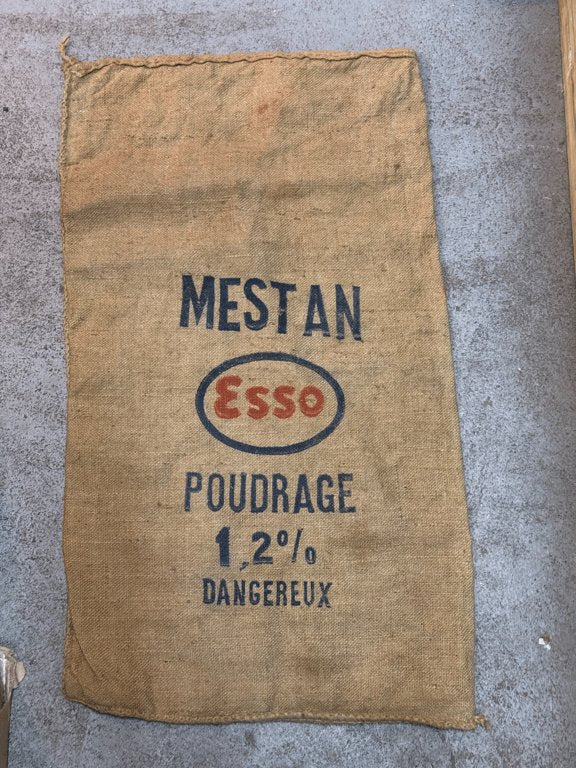 MESTAN
Esso
POUDRAGE
1,2%
DANGEREUX